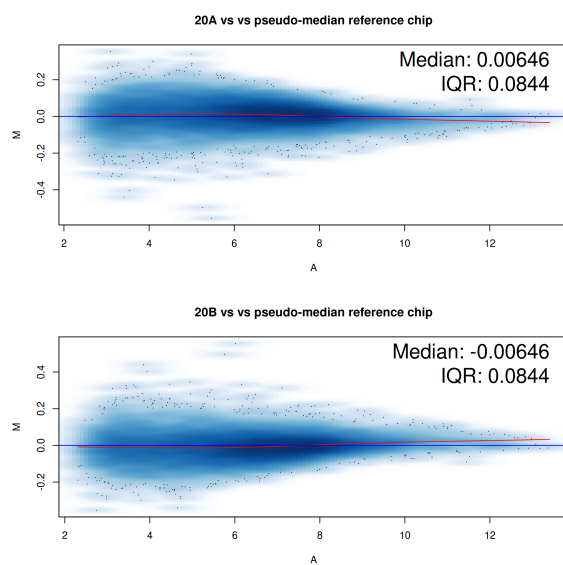 20A vs vs pseudo-median reference chip
Median: 0.00646
IQR: 0.0844
M
0.2
0.0
-0.2
-0.4
2 4 6 8 10 12
A
20B vs vs pseudo-median reference chip
Median: -0.00646
IQR: 0.0844
M
0.4
0.2
0.0
-0.2
2 4 6 8 10 12
A